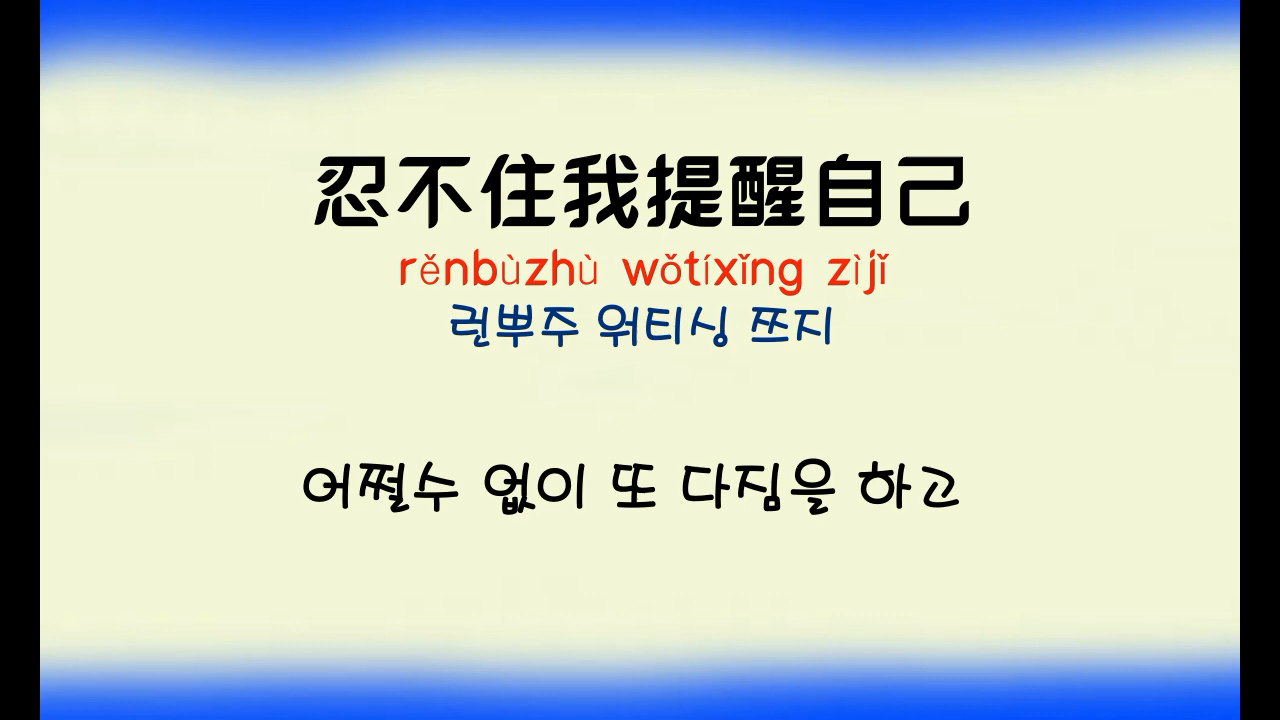 忍不住我提醒自己
rěnbùzhù wǒtíxǐng zìjǐ
런뿌주 워티싱 쯔지
어쩔수 없이 또 다짐을 하고